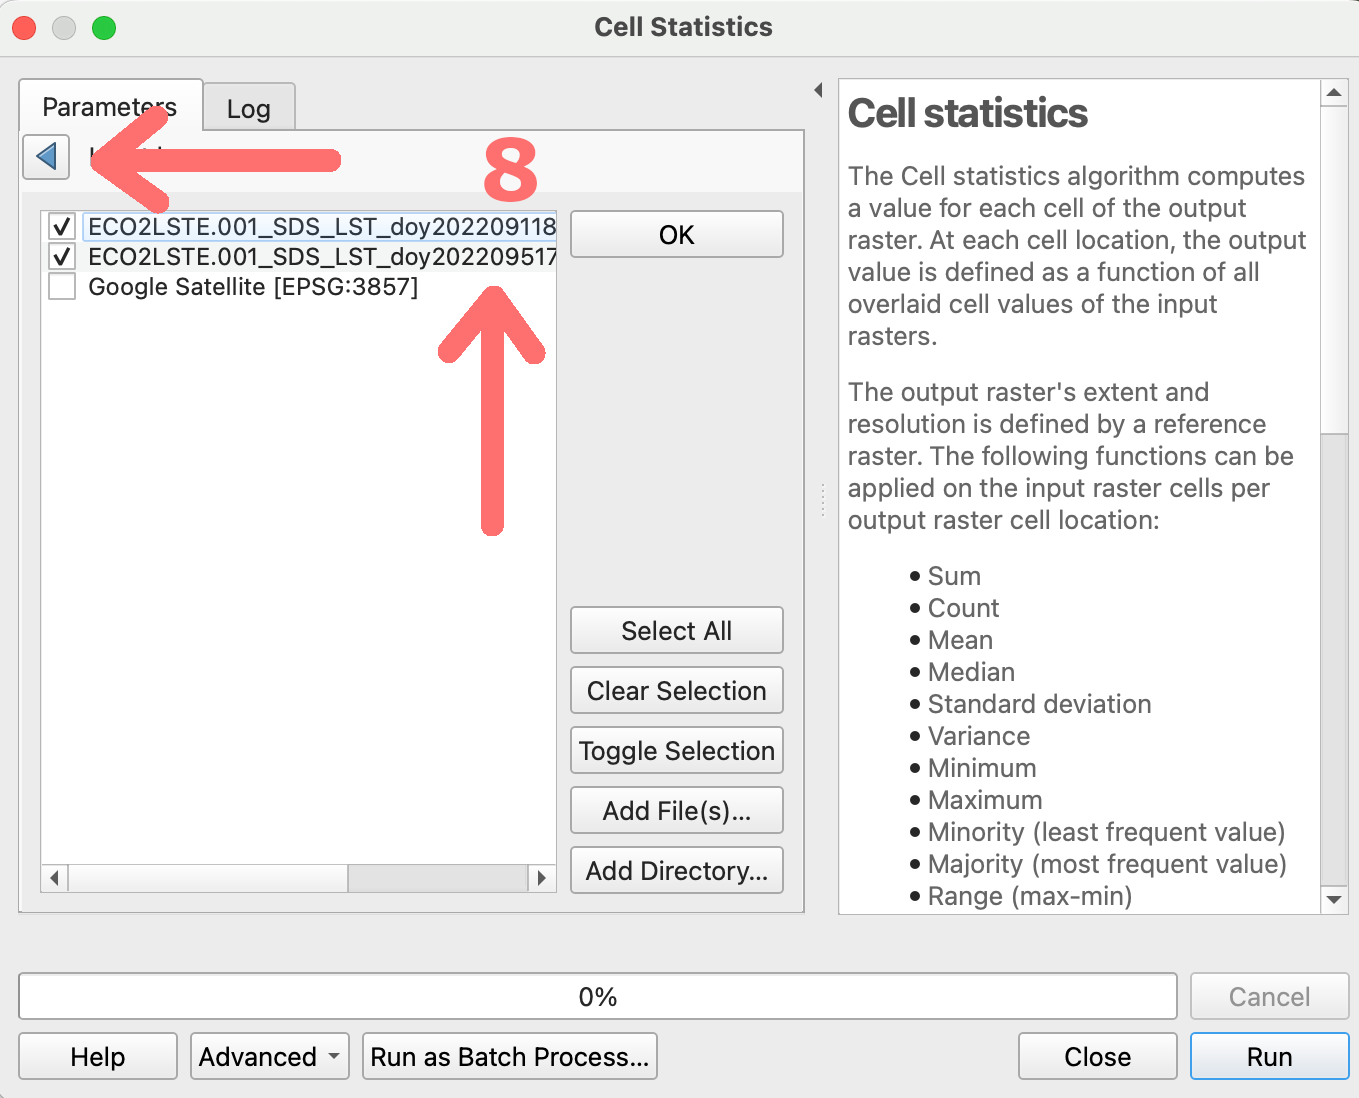 Cell Statistics
Parameters
Log
8
ECO2LSTE.001_SDS_LST_doy202209118
ECO2LSTE.001_SDS_LST_doy202209517
Google Satellite [EPSG:3857]
OK
Select All
Clear Selection
Toggle Selection
Add File(s)...
Add Directory...
Cell statistics
The Cell statistics algorithm computes
a value for each cell of the output
raster. At each cell location, the output
value is defined as a function of all
overlaid cell values of the input
rasters.
The output raster's extent and
resolution is defined by a reference
raster. The following functions can be
applied on the input raster cells per
output raster cell location:
• Sum
• Count
• Mean
• Median
• Standard deviation
• Variance
• Minimum
• Maximum
• Minority (least frequent value)
• Majority (most frequent value)
• Range (max-min)
0%
Cancel
Help
Advanced
Run as Batch Process...
Close
Run